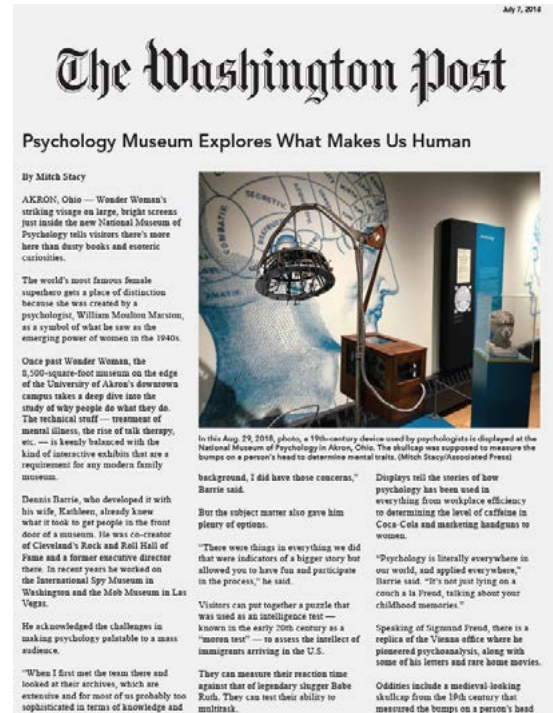 July 7, 2018
The Washington Post
Psychology Museum Explores What Makes Us Human
By Mitch Stacy
AKRON, Ohio — Wonder Woman's
striking visage on large, bright screens
just inside the new National Museum of
Psychology tells visitors there's more
here than dusty books and esoteric
curiosities.
The world's most famous female
superhero gets a place of distinction
because she was created by a
psychologist, William Moulton Marston,
as a symbol of what he saw as the
emerging power of women in the 1940s.
Once past Wonder Woman, the
8,500-square-foot museum on the edge
of the University of Akron's downtown
campus takes a deep dive into the
study of why people do what they do.
The technical stuff — treatment of
mental illness, the rise of talk therapy,
etc. — is keenly balanced with the
kind of interactive exhibits that are a
requirement for any modern family
museum.
Dennis Barrie, who developed it with
his wife, Kathleen, already knew
what it took to get people in the front
door of a museum. He was co-creator
of Cleveland's Rock and Roll Hall of
Fame and a former executive director
there. In recent years he worked on
the International Spy Museum in
Washington and the Mob Museum in Las
Vegas.
He acknowledged the challenges in
making psychology palatable to a mass
audience.
"When I first met the team there and
looked at their archives, which are
extensive and for most of us probably too
sophisticated in terms of knowledge and
COMBATIV
SECRETIV
DESTRUCTIV
In this Aug. 29, 2018, photo, a 19th-century device used by psychologists is displayed at the
National Museum of Psychology in Akron, Ohio. The skullcap was supposed to measure the
bumps on a person's head to determine mental traits. (Mitch Stacy/Associated Press)
background, I did have those concerns,"
Barrie said.
But the subject matter also gave him
plenty of options.
"There were things in everything we did
that were indicators of a bigger story but
allowed you to have fun and participate
in the process," he said.
Visitors can put together a puzzle that
was used as an intelligence test —
known in the early 20th century as a
"moron test" — to assess the intellect of
immigrants arriving in the U.S.
They can measure their reaction time
against that of legendary slugger Babe
Ruth. They can test their ability to
multitask.
Displays tell the stories of how
psychology has been used in
everything from workplace efficiency
to determining the level of caffeine in
Coca-Cola and marketing handguns to
women.
"Psychology is literally everywhere in
our world, and applied everywhere,"
Barrie said. "It's not just lying on a
couch a la Freud, talking about your
childhood memories."
Speaking of Sigmund Freud, there is a
replica of the Vienna office where he
pioneered psychoanalysis, along with
some of his letters and rare home movies.
Oddities include a medieval-looking
skullcap from the 19th century that
measured the bumps on a person's head